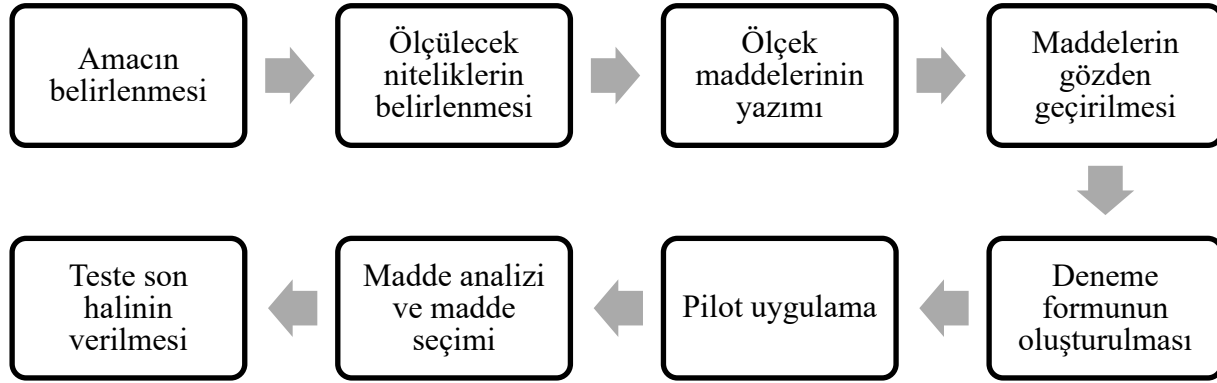 Amacın
belirlenmesi
Ölçülecek
niteliklerin
belirlenmesi
Ölçek
maddelerinin
yazımı
Maddelerin
gözden
geçirilmesi
Deneme
formunun
oluşturulması
Pilot uygulama
Madde analizi
ve madde
seçimi
Teste son
halinin
verilmesi